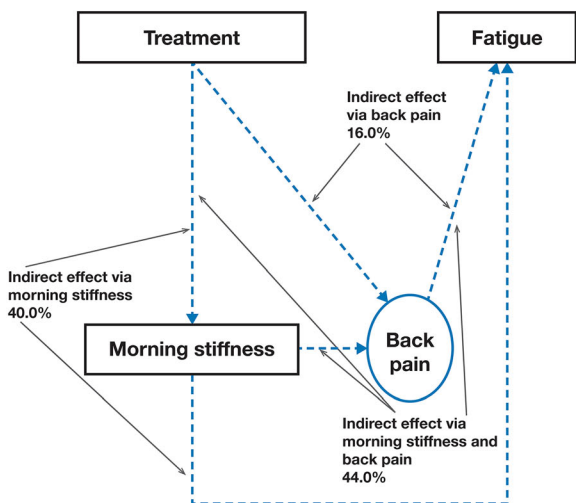 Treatment
Fatigue
Indirect effect
via back pain
16.0%
Indirect effect via
morning stiffness
40.0%
Morning stiffness
Back
pain
Indirect effect via
morning stiffness and
back pain
44.0%